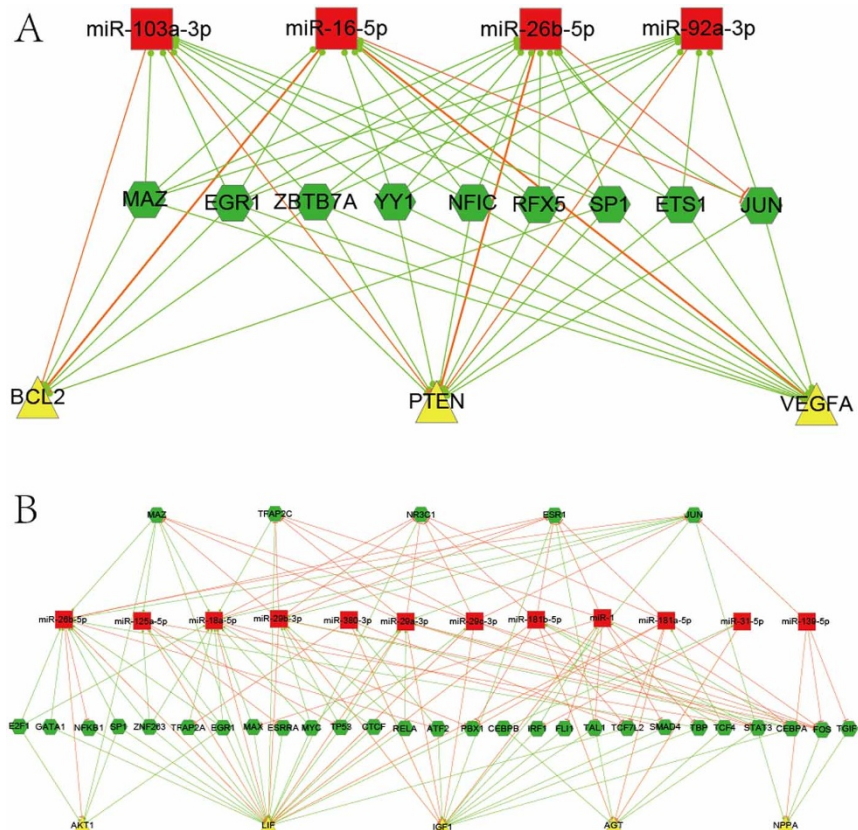 A
miR-103a-3p miR-16-5p miR-26b-5p miR-92a-3p
MAZ EGR1 ZBTB7A YY1 NFIC RFX5 SP1 ETS1 JUN
BCL2 PTEN VEGFA
B
MAZ TFAP2C NR3C1 ESR1 JUN
miR-26b-5p miR-125a-5p miR-18a-5p miR-29b-3p miR-380-3p miR-29a-3p miR-29c-3p miR-181b-5p miR-1 miR-181a-5p miR-31-5p miR-139-5p
E2F1 GATA1 NFKB1 SP1 ZNF263 TFAP2A EGR1 MAX ESRRA MYC TP53 CTCF RELA ATF2 PBX1 CEBPB IRF1 FLI1 TAL1 TCF7L2 SMAD4 TBP TCF4 STAT3 CEBPA FOS TGIF
AKT1 LIF IGF1 AGT NPPA